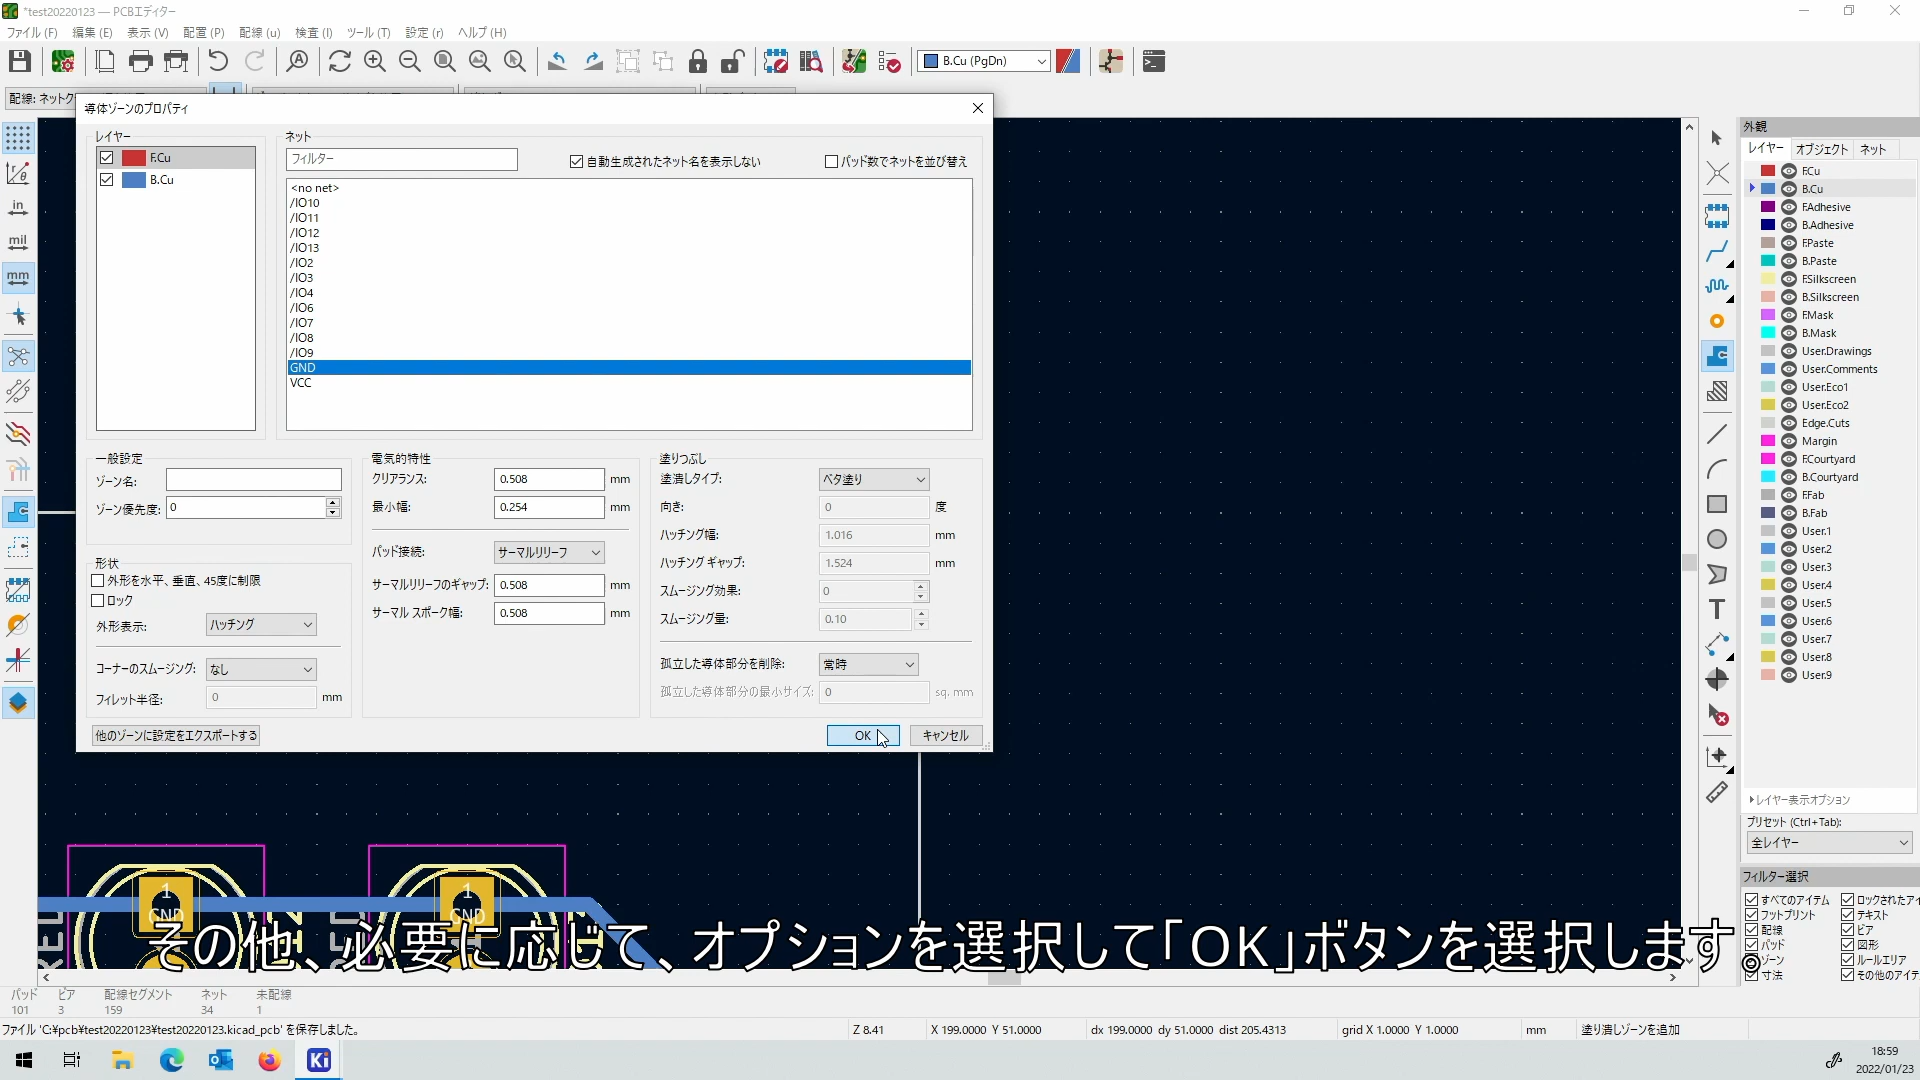 *test20220123 — PCBエディター
ファイル (F) 編集 (E) 表示 (V) 配置 (P) 配線 (u) 検査 (I) ツール (T) 設定 (r) ヘルプ (H)
B.Cu (PgDn)
配線: ネットク
導体ゾーンのプロパティ
レイヤー
F.Cu
B.Cu
ネット
フィルター
自動生成されたネット名を表示しない
パッド数でネットを並び替え
<no net>
/IO10
/IO11
/IO12
/IO13
/IO2
/IO3
/IO4
/IO6
/IO7
/IO8
/IO9
GND
VCC
一般設定
ゾーン名:
ゾーン優先度: 0
形状
外形を水平、垂直、45度に制限
ロック
外形表示: ハッチング
コーナーのスムージング: なし
フィレット半径: 0 mm
電気的特性
クリアランス: 0.508 mm
最小幅: 0.254 mm
パッド接続: サーマルリリーフ
サーマルリリーフのギャップ: 0.508 mm
サーマル スポーク幅: 0.508 mm
塗りつぶし
塗潰しタイプ: ベタ塗り
向き: 0 度
ハッチング幅: 1.016 mm
ハッチング ギャップ: 1.524 mm
スムージング効果: 0
スムージング量: 0.10
孤立した導体部分を削除: 常時
孤立した導体部分の最小サイズ: 0 sq. mm
他のゾーンに設定をエクスポートする
OK
キャンセル
in
mil
mm
外観
レイヤー オブジェクト ネット
F.Cu
B.Cu
F.Adhesive
B.Adhesive
F.Paste
B.Paste
F.Silkscreen
B.Silkscreen
F.Mask
B.Mask
User.Drawings
User.Comments
User.Eco1
User.Eco2
Edge.Cuts
Margin
F.Courtyard
B.Courtyard
F.Fab
B.Fab
User.1
User.2
User.3
User.4
User.5
User.6
User.7
User.8
User.9
レイヤー表示オプション
プリセット (Ctrl+Tab):
全レイヤー
フィルター選択
すべてのアイテム ロックされたアイ
フットプリント テキスト
配線 ビア
パッド 図形
ゾーン ルールエリア
寸法 その他のアイテ
1
GND
1
GND
その他、必要に応じて、オプションを選択して「OK」ボタンを選択します。
パッド ビア 配線セグメント ネット 未配線
101 3 159 34 1
ファイル 'C:¥pcb¥test20220123¥test20220123.kicad_pcb' を保存しました。
Z 8.41
X 199.0000 Y 51.0000
dx 199.0000 dy 51.0000 dist 205.4313
grid X 1.0000 Y 1.0000
mm
塗り潰しゾーンを追加
Ki
18:59
2022/01/23